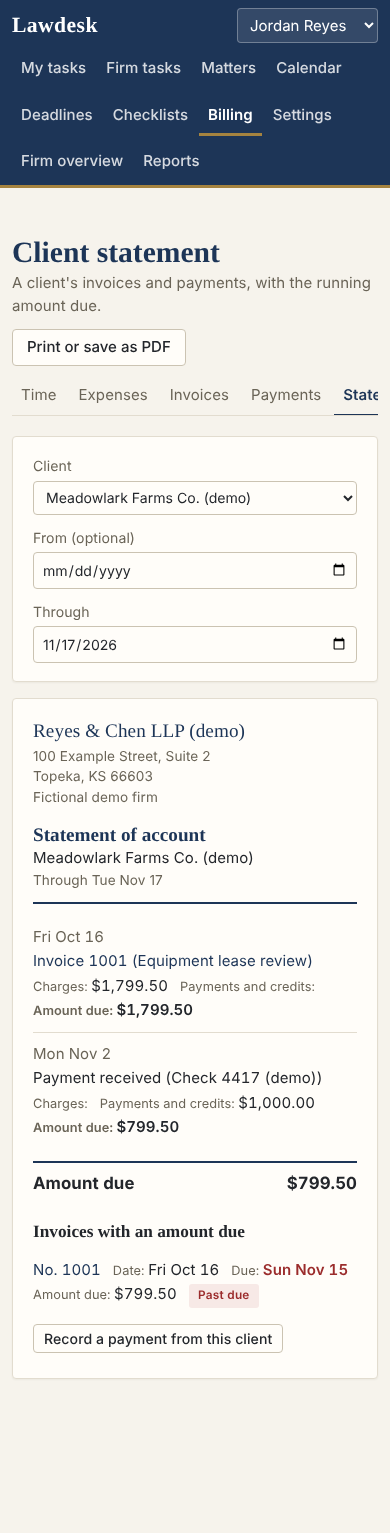 Lawdesk
Jordan Reyes
My tasks Firm tasks Matters Calendar
Deadlines Checklists Billing Settings
Firm overview Reports
Client statement
A client's invoices and payments, with the running
amount due.
Print or save as PDF
Time Expenses Invoices Payments State
Client
Meadowlark Farms Co. (demo)
From (optional)
mm/dd/yyyy
Through
11/17/2026
Reyes & Chen LLP (demo)
100 Example Street, Suite 2
Topeka, KS 66603
Fictional demo firm
Statement of account
Meadowlark Farms Co. (demo)
Through Tue Nov 17
Fri Oct 16
Invoice 1001 (Equipment lease review)
Charges: $1,799.50 Payments and credits:
Amount due: $1,799.50
Mon Nov 2
Payment received (Check 4417 (demo))
Charges: Payments and credits: $1,000.00
Amount due: $799.50
Amount due $799.50
Invoices with an amount due
No. 1001 Date: Fri Oct 16 Due: Sun Nov 15
Amount due: $799.50 Past due
Record a payment from this client